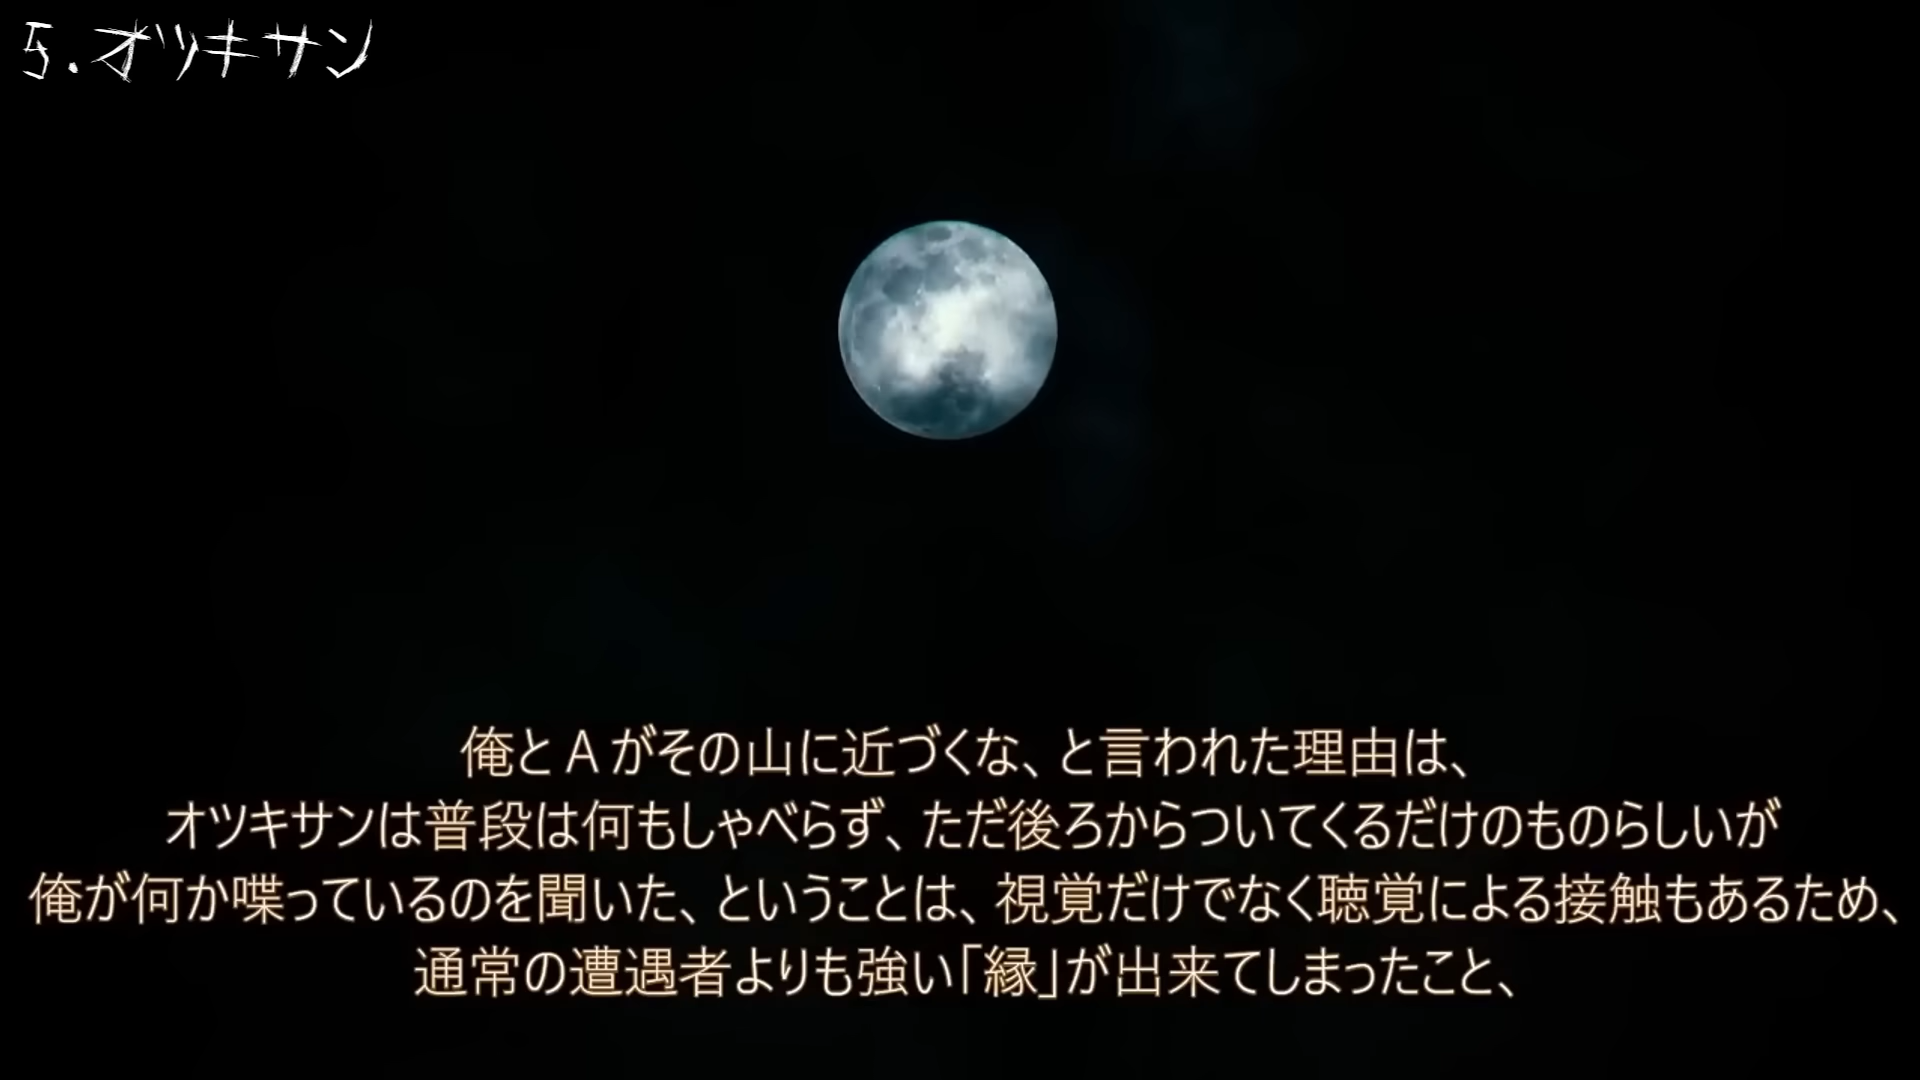 5.オツキサン
俺とAがその山に近づくな、と言われた理由は、
オツキサンは普段は何もしゃべらず、ただ後ろからついてくるだけのものらしいが
俺が何か喋っているのを聞いた、ということは、視覚だけでなく聴覚による接触もあるため、
通常の遭遇者よりも強い「縁」が出来てしまったこと、